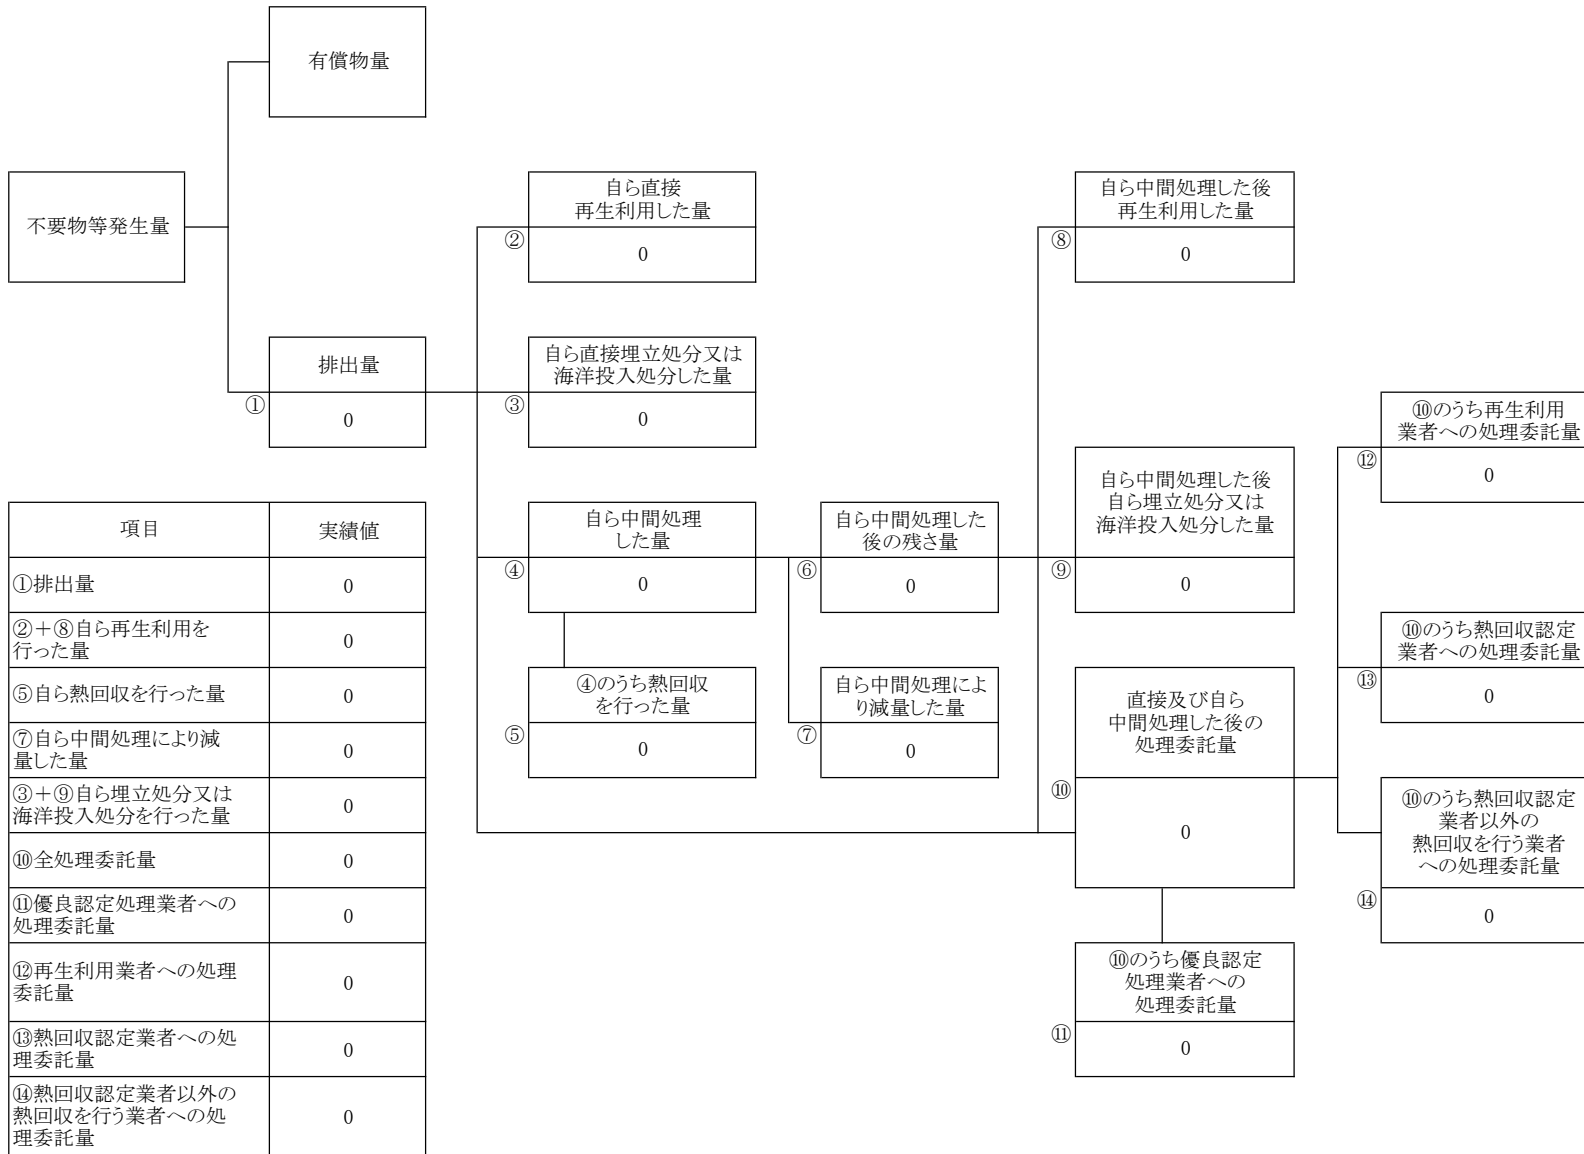 有償物量
不要物等発生量
自ら直接
再生利用した量
②
0
自ら中間処理した後
再生利用した量
⑧
0
排出量
①
0
自ら直接埋立処分又は
海洋投入処分した量
③
0
⑩のうち再生利用
業者への処理委託量
⑫
0
自ら中間処理
した量
④
0
自ら中間処理した
後の残さ量
⑥
0
自ら中間処理した後
自ら埋立処分又は
海洋投入処分した量
⑨
0
⑩のうち熱回収認定
業者への処理委託量
⑬
0
④のうち熱回収
を行った量
⑤
0
自ら中間処理によ
り減量した量
⑦
0
直接及び自ら
中間処理した後の
処理委託量
⑩
0
⑩のうち熱回収認定
業者以外の
熱回収を行う業者
への処理委託量
⑭
0
⑩のうち優良認定
処理業者への
処理委託量
⑪
0
項目 実績値
①排出量 0
②＋⑧自ら再生利用を
行った量
0
⑤自ら熱回収を行った量 0
⑦自ら中間処理により減
量した量
0
③＋⑨自ら埋立処分又は
海洋投入処分を行った量
0
⑩全処理委託量 0
⑪優良認定処理業者への
処理委託量
0
⑫再生利用業者への処理
委託量
0
⑬熱回収認定業者への処
理委託量
0
⑭熱回収認定業者以外の
熱回収を行う業者への処
理委託量
0